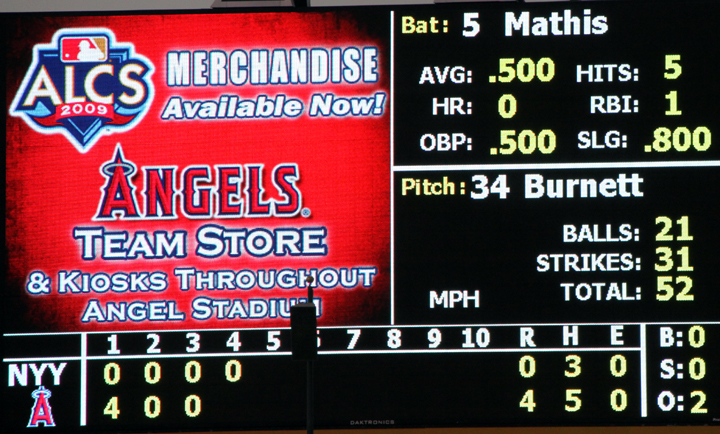 ALCS
2009
MERCHANDISE
Available Now!
ANGELS®
TEAM STORE
& KIOSKS THROUGHOUT
ANGEL STADIUM
Bat: 5 Mathis
AVG: .500 HITS: 5
HR: 0 RBI: 1
OBP: .500 SLG: .800
Pitch: 34 Burnett
BALLS: 21
STRIKES: 31
MPH TOTAL: 52
1 2 3 4 5 6 7 8 9 10 R H E B: 0
NYY 0 0 0 0 0 3 0 S: 0
A 4 0 0 4 5 0 O: 2
DAKTRONICS